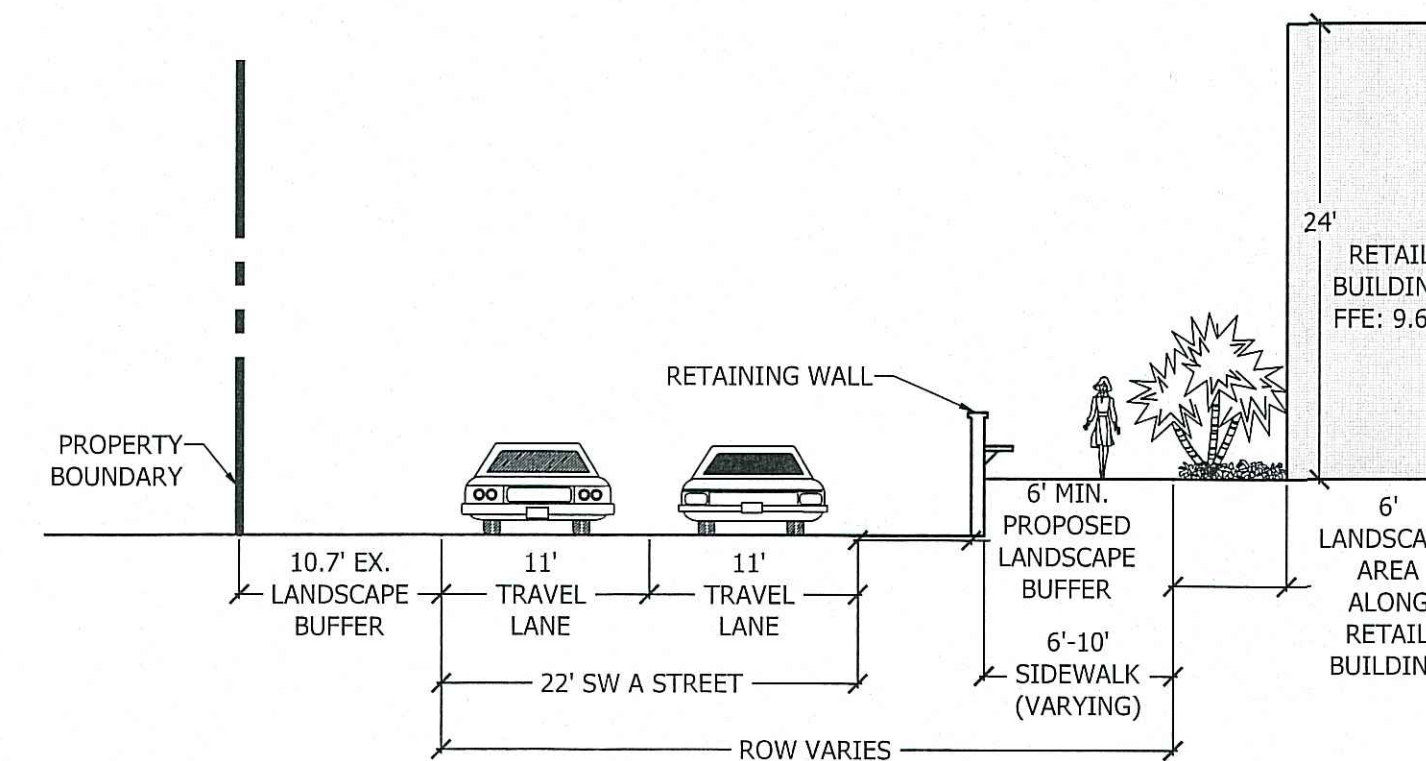 24'
RETAIL
BUILDIN
FFE: 9.6
RETAINING WALL
PROPERTY
BOUNDARY
10.7' EX.
LANDSCAPE
BUFFER
11'
TRAVEL
LANE
11'
TRAVEL
LANE
6' MIN.
PROPOSED
LANDSCAPE
BUFFER
6'
LANDSCA
AREA
ALONG
RETAIL
BUILDIN
6'-10'
SIDEWALK
(VARYING)
22' SW A STREET
ROW VARIES